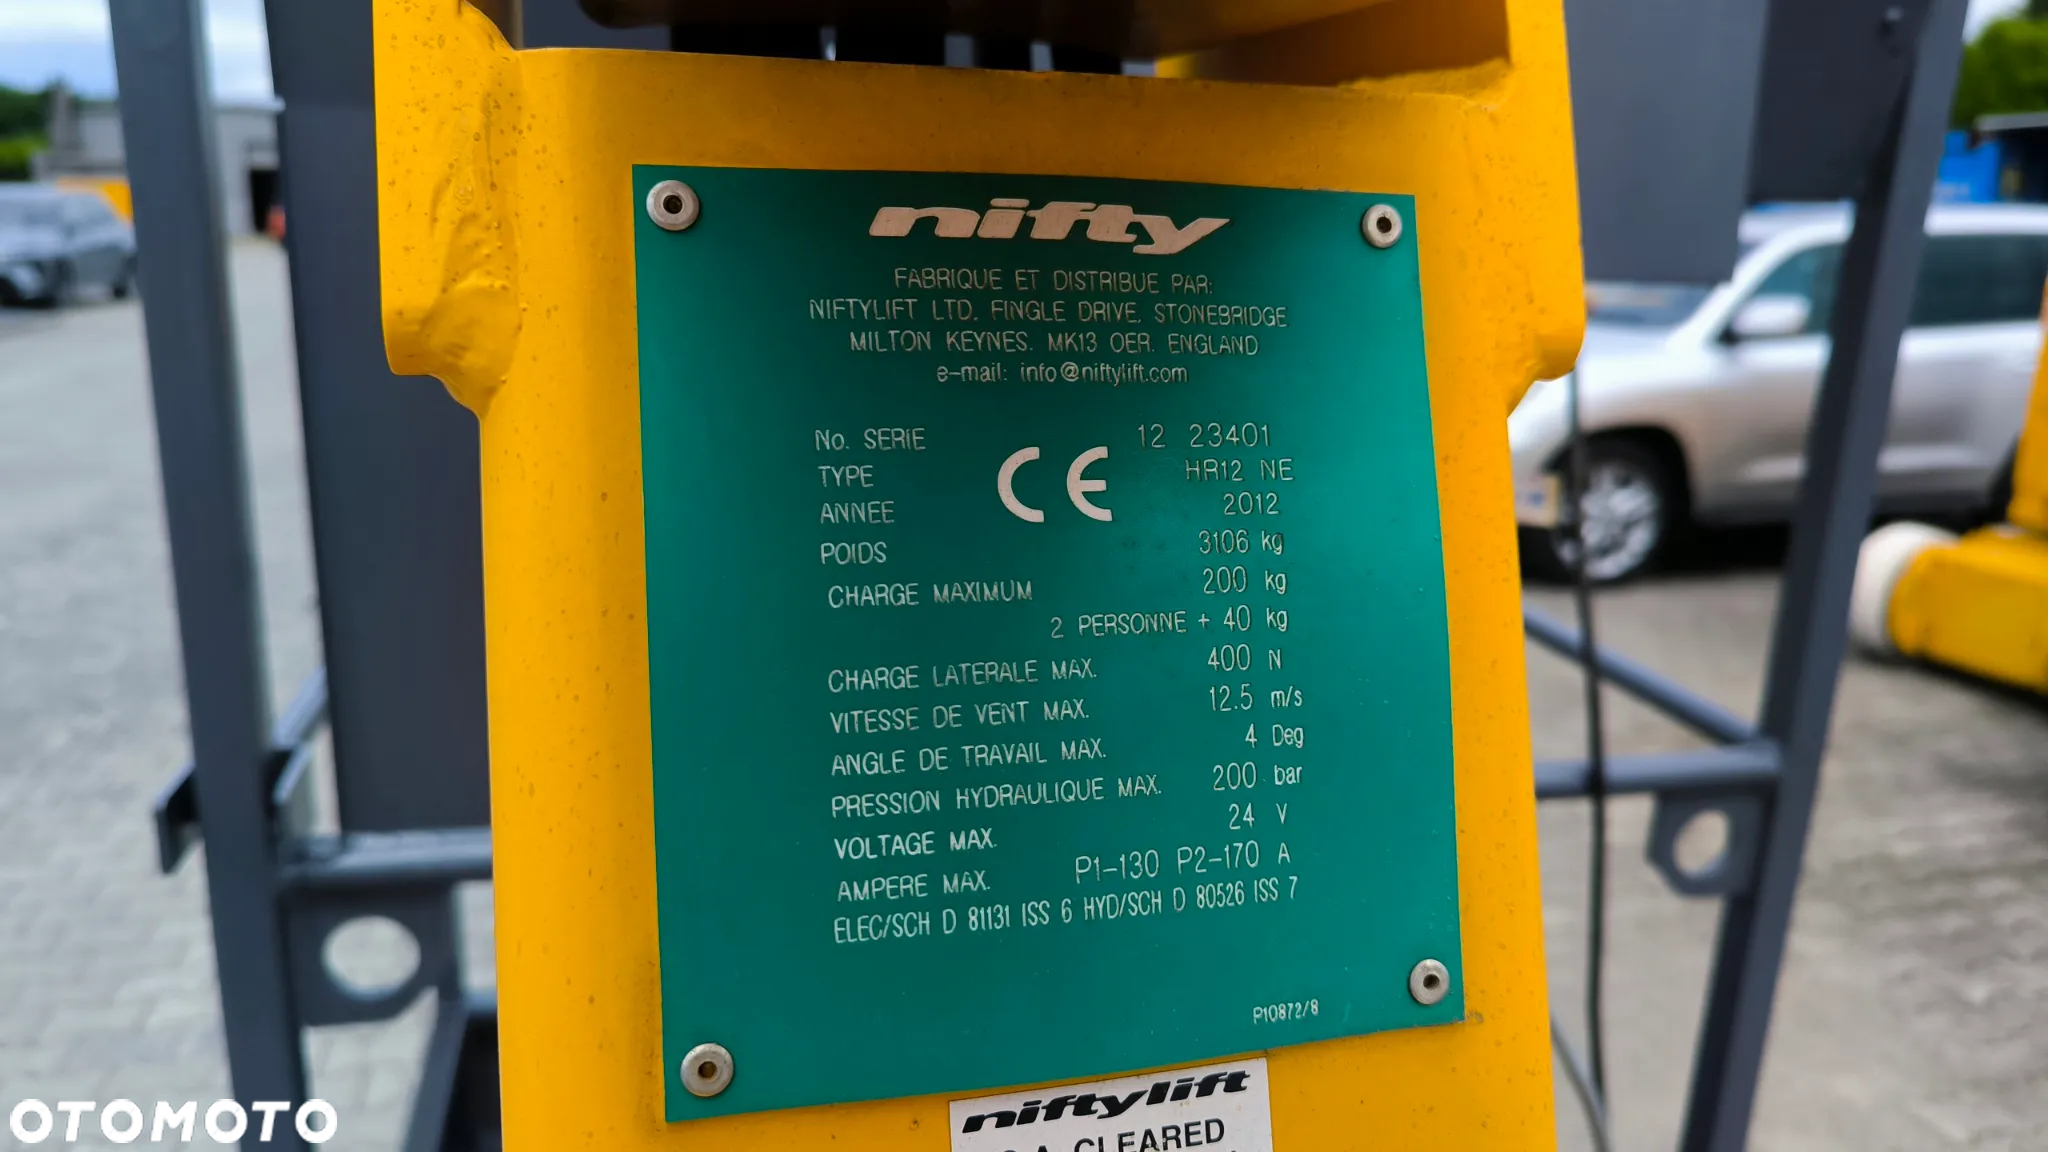 nifty
FABRIQUE ET DISTRIBUE PAR:
NIFTYLIFT LTD, FINGLE DRIVE, STONEBRIDGE,
MILTON KEYNES. MK13 OER. ENGLAND
e-mail: info@niftylift.com
No. SERIE 12 23401
TYPE HR12 NE
ANNEE 2012
CE
POIDS 3106 kg
CHARGE MAXIMUM 200 kg
2 PERSONNE + 40 kg
CHARGE LATERALE MAX. 400 N
VITESSE DE VENT MAX. 12.5 m/s
ANGLE DE TRAVAIL MAX. 4 Deg
PRESSION HYDRAULIQUE MAX. 200 bar
VOLTAGE MAX. 24 V
AMPERE MAX. P1-130 P2-170 A
ELEC/SCH D 81131 ISS 6 HYD/SCH D 80526 ISS 7
P10872/8
niftylift
CLEARED
OTOMOTO